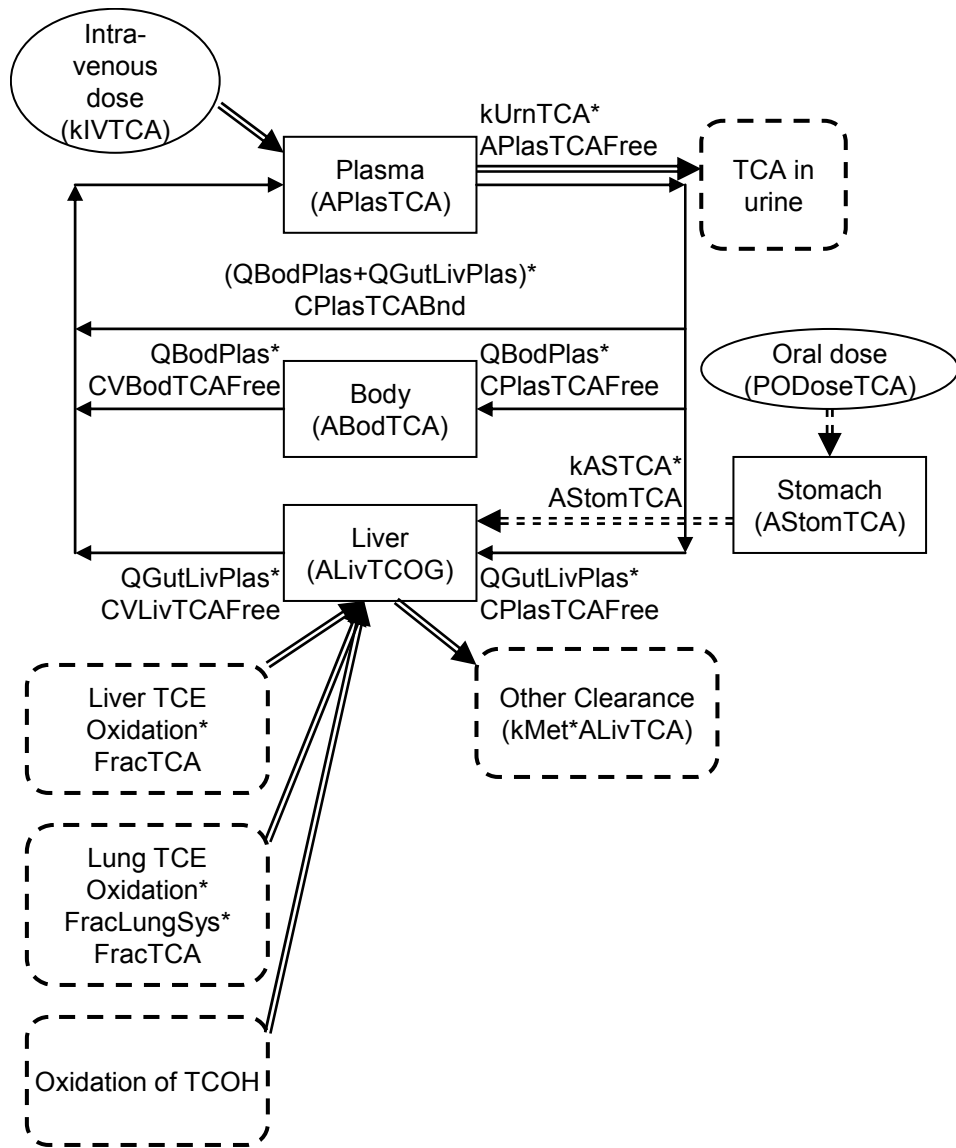 Intra-
venous
dose
(kIVTCA)
kUrnTCA*
APlasTCAFree
Plasma
(APlasTCA)
TCA in
urine
(QBodPlas+QGutLivPlas)*
CPlasTCABnd
QBodPlas*
CVBodTCAFree
Body
(ABodTCA)
QBodPlas*
CPlasTCAFree
Oral dose
(PODoseTCA)
kASTCA*
AStomTCA
Stomach
(AStomTCA)
Liver
(ALivTCOG)
QGutLivPlas*
CVLivTCAFree
QGutLivPlas*
CPlasTCAFree
Liver TCE
Oxidation*
FracTCA
Other Clearance
(kMet*ALivTCA)
Lung TCE
Oxidation*
FracLungSys*
FracTCA
Oxidation of TCOH